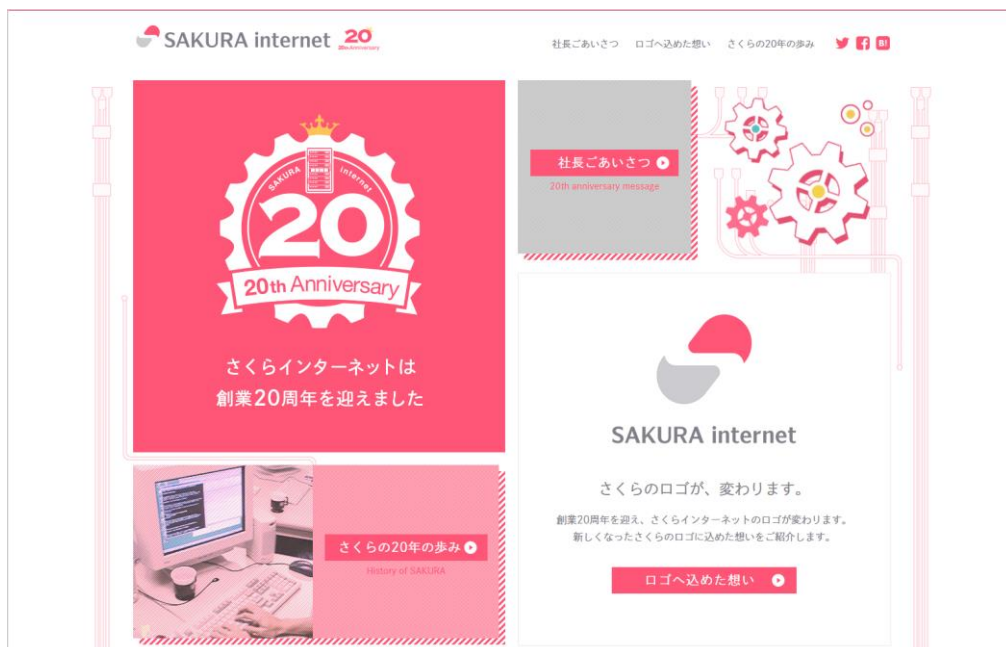 SAKURA internet
20
20th Anniversary
社長ごあいさつ
ロゴへ込めた想い
さくらの20年の歩み
B!
SAKURA internet
20
20th Anniversary
さくらインターネットは
創業20周年を迎えました
社長ごあいさつ
20th anniversary message
SAKURA internet
さくらのロゴが、変わります。
創業20周年を迎え、さくらインターネットのロゴが変わります。
新しくなったさくらのロゴに込めた想いをご紹介します。
ロゴへ込めた想い
さくらの20年の歩み
History of SAKURA